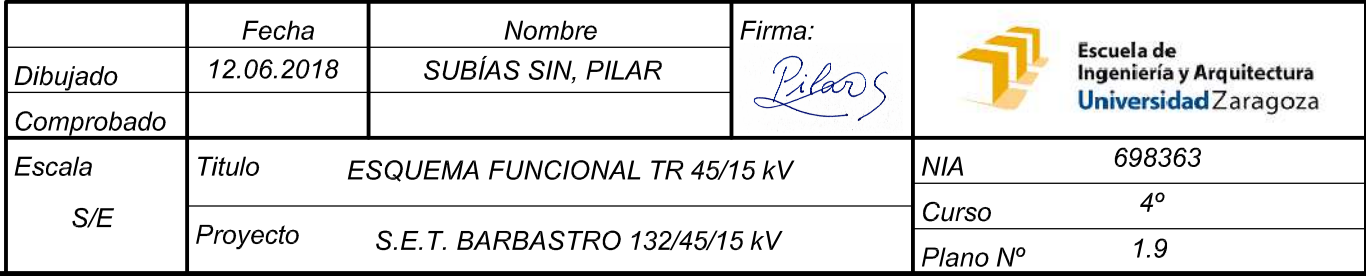 Fecha Nombre Firma:
Dibujado 12.06.2018 SUBÍAS SIN, PILAR PilarS
Comprobado
Escuela de
Ingeniería y Arquitectura
Universidad Zaragoza
Escala
S/E
Titulo ESQUEMA FUNCIONAL TR 45/15 kV
Proyecto S.E.T. BARBASTRO 132/45/15 kV
NIA 698363
Curso 4º
Plano Nº 1.9